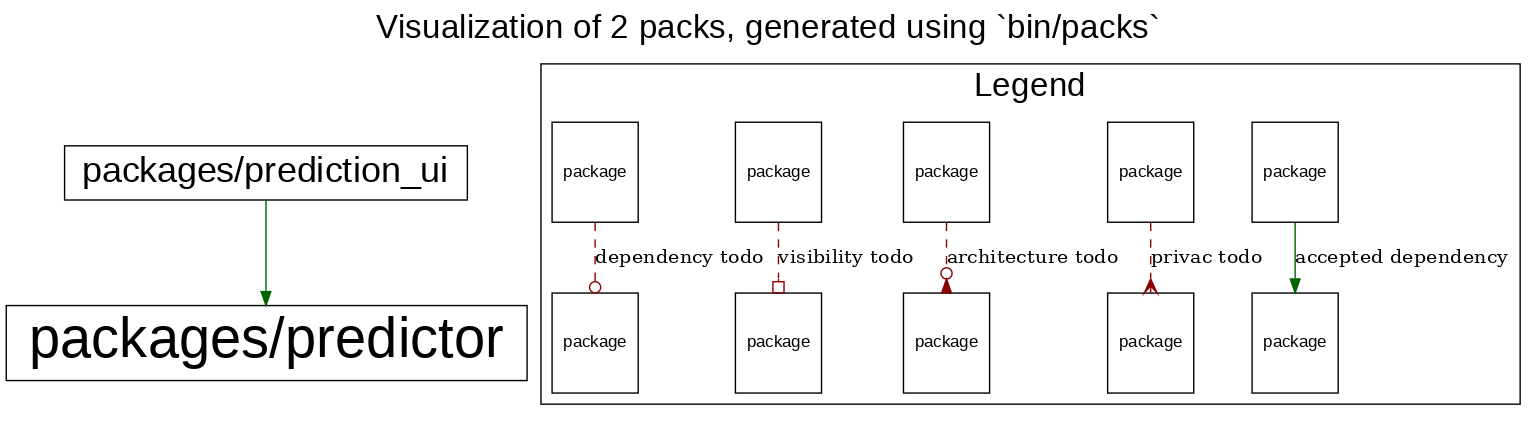 Visualization of 2 packs, generated using `bin/packs`
packages/prediction_ui
packages/predictor
Legend
package
package
package
package
package
dependency todo
visibility todo
architecture todo
privac todo
accepted dependency
package
package
package
package
package